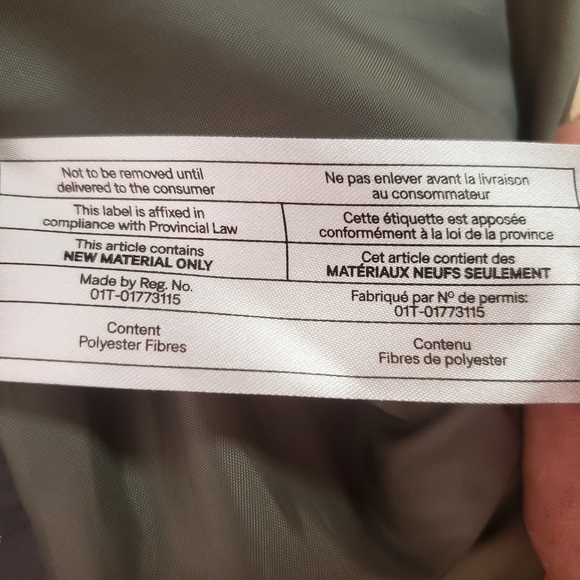 Not to be removed until
delivered to the consumer
Ne pas enlever avant la livraison
au consommateur
This label is affixed in
compliance with Provincial Law
Cette étiquette est apposée
conformément à la loi de la province
This article contains
NEW MATERIAL ONLY
Cet article contient des
MATÉRIAUX NEUFS SEULEMENT
Made by Reg. No.
01T-01773115
Fabriqué par Nº de permis:
01T-01773115
Content
Polyester Fibres
Contenu
Fibres de polyester